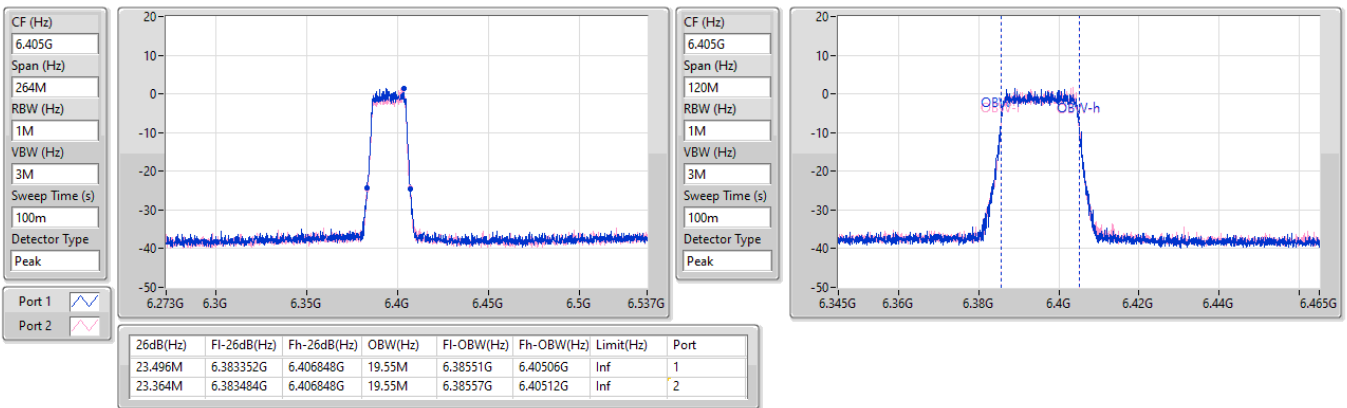 CF (Hz)
6.405G
Span (Hz)
264M
RBW (Hz)
1M
VBW (Hz)
3M
Sweep Time (s)
100m
Detector Type
Peak
Port 1
Port 2
20-
10-
0-
-10-
-20-
-30-
-40-
-50-
6.273G 6.3G 6.35G 6.4G 6.45G 6.5G 6.537G
CF (Hz)
6.405G
Span (Hz)
120M
RBW (Hz)
1M
VBW (Hz)
3M
Sweep Time (s)
100m
Detector Type
Peak
20-
10-
0-
-10-
-20-
-30-
-40-
-50-
OBW-h
6.345G 6.36G 6.38G 6.4G 6.42G 6.44G 6.465G
26dB(Hz) Fl-26dB(Hz) Fh-26dB(Hz) OBW(Hz) Fl-OBW(Hz) Fh-OBW(Hz) Limit(Hz) Port
23.496M 6.383352G 6.406848G 19.55M 6.38551G 6.40506G Inf 1
23.364M 6.383484G 6.406848G 19.55M 6.38557G 6.40512G Inf 2